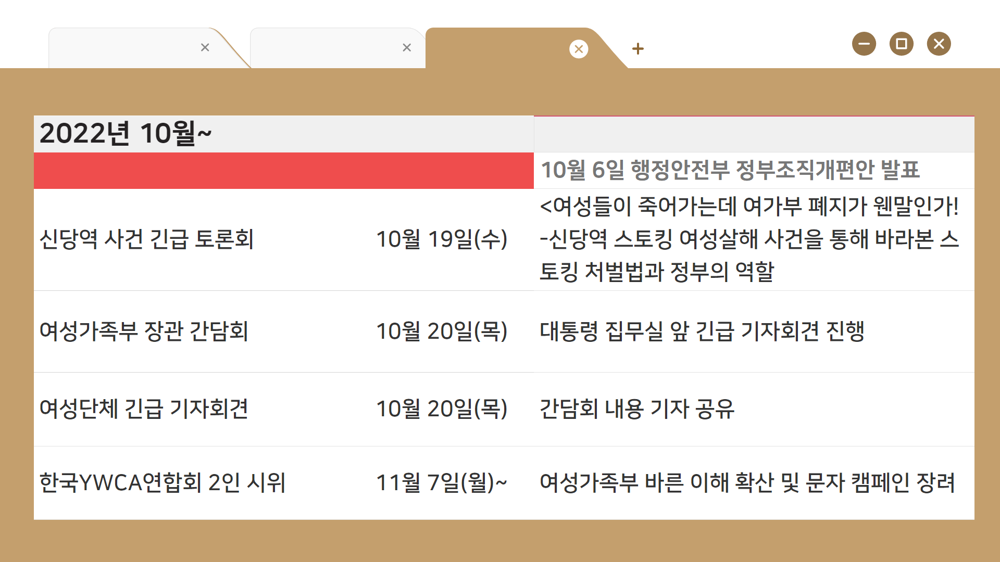 2022년 10월~
10월 6일 행정안전부 정부조직개편안 발표
신당역 사건 긴급 토론회
10월 19일(수)
<여성들이 죽어가는데 여가부 폐지가 웬말인가!
-신당역 스토킹 여성살해 사건을 통해 바라본 스
토킹 처벌법과 정부의 역할
여성가족부 장관 간담회
10월 20일(목)
대통령 집무실 앞 긴급 기자회견 진행
여성단체 긴급 기자회견
10월 20일(목)
간담회 내용 기자 공유
한국YWCA연합회 2인 시위
11월 7일(월)~
여성가족부 바른 이해 확산 및 문자 캠페인 장려